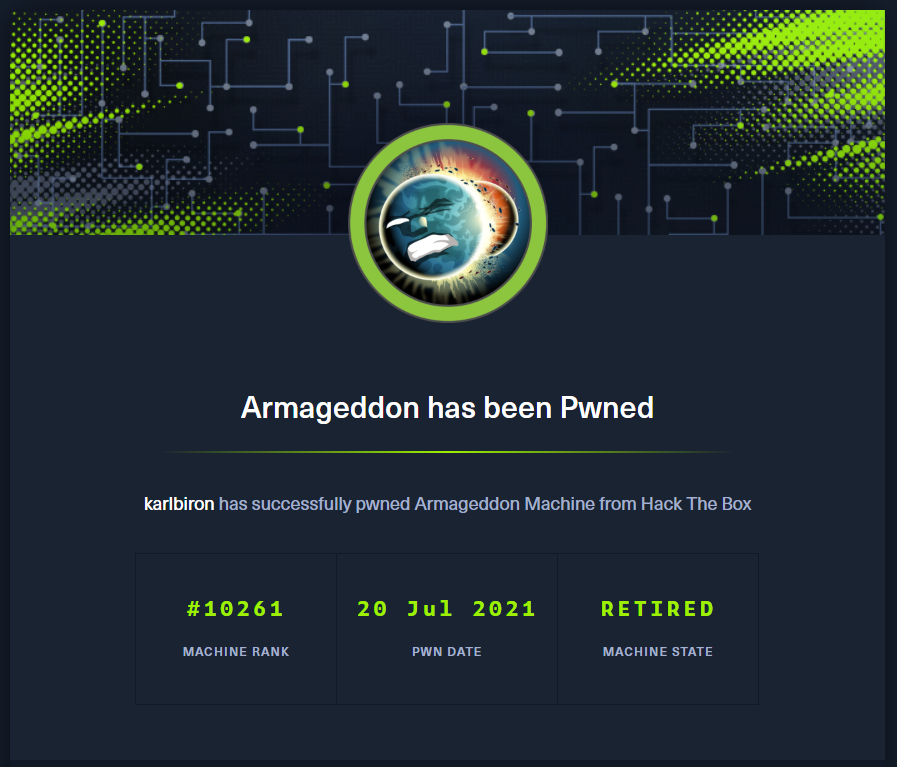 Armageddon has been Pwned
karlbiron has successfully pwned Armageddon Machine from Hack The Box
#10261 20 Jul 2021 RETIRED
MACHINE RANK PWN DATE MACHINE STATE